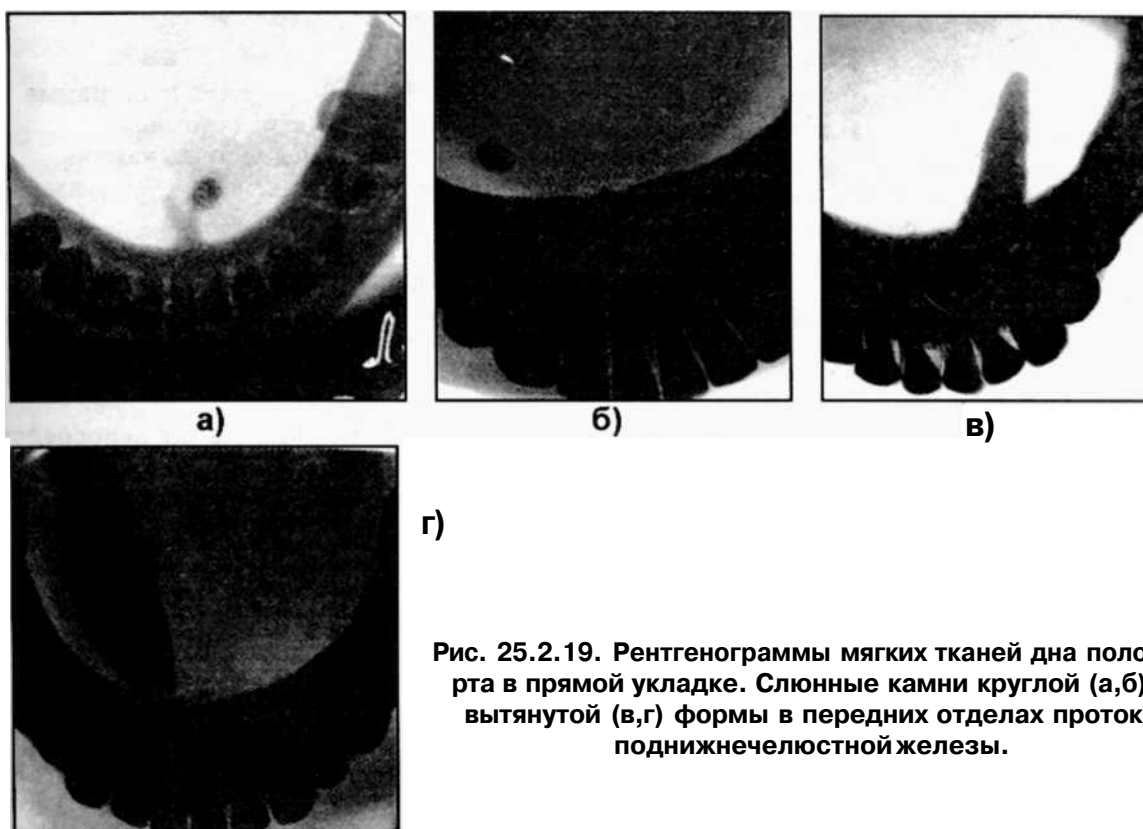 Л
а)
б)
в)
г)
Рис. 25.2.19. Рентгенограммы мягких тканей дна поло
рта в прямой укладке. Слюнные камни круглой (а,б)
вытянутой (в,г) формы в передних отделах проток
поднижнечелюстной железы.